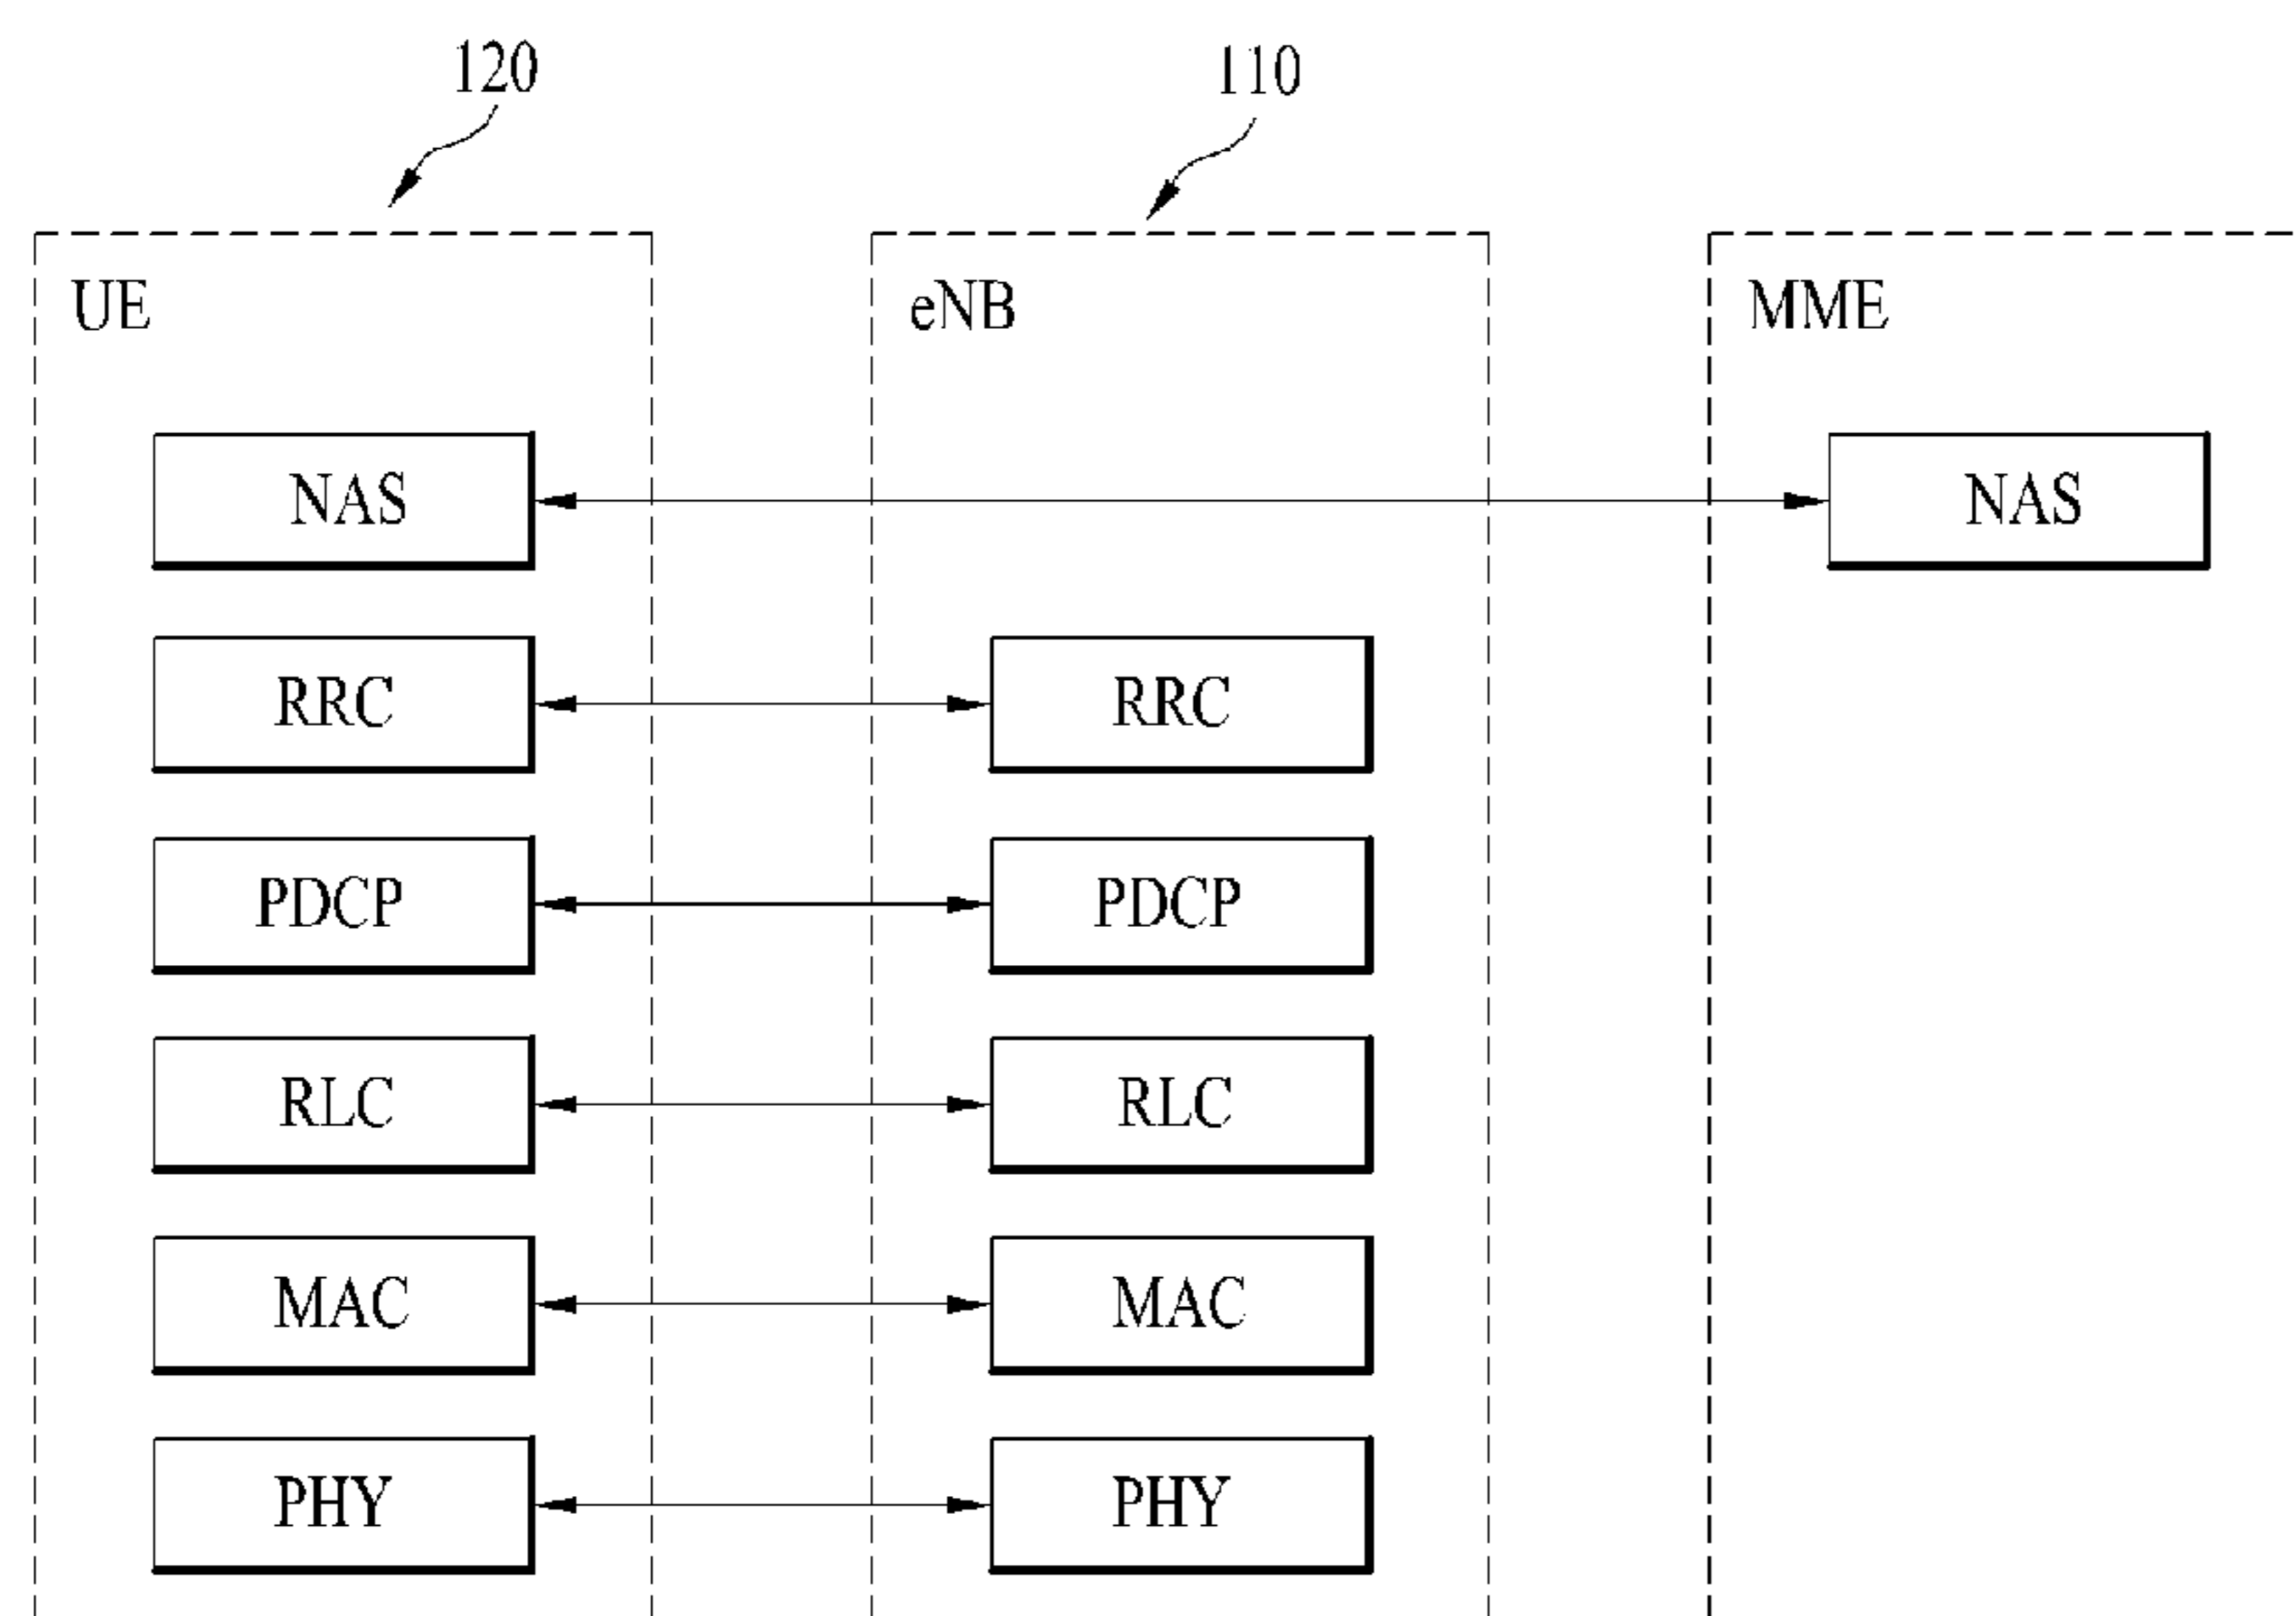 120 110
UE eNB MME
NAS NAS
RRC RRC
PDCP PDCP
RLC RLC
MAC MAC
PHY PHY